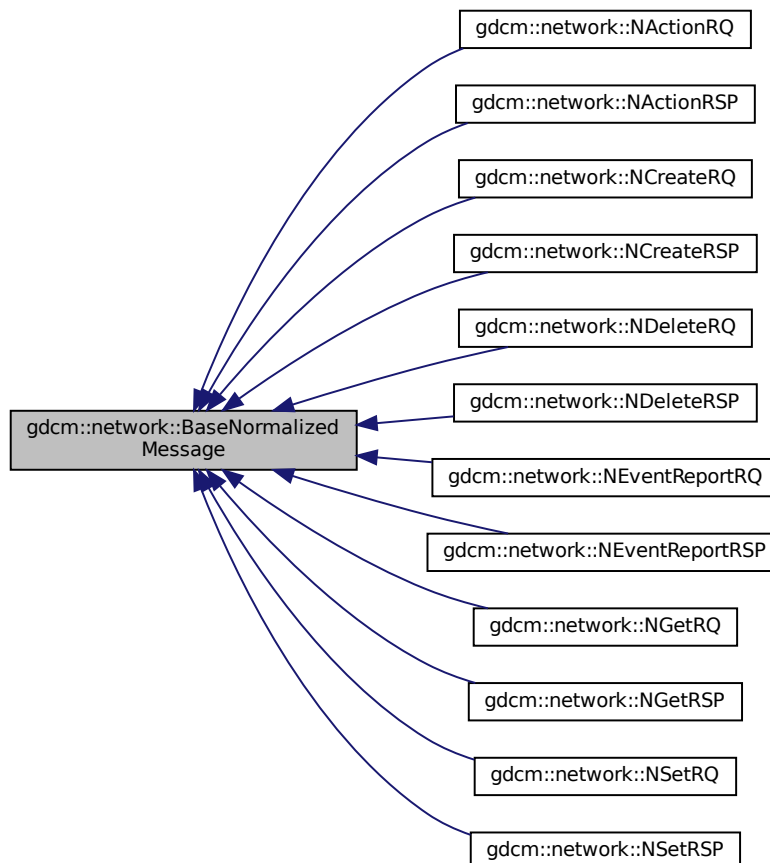 gdcm::network::NActionRQ
gdcm::network::NActionRSP
gdcm::network::NCreateRQ
gdcm::network::NCreateRSP
gdcm::network::NDeleteRQ
gdcm::network::NDeleteRSP
gdcm::network::BaseNormalized
Message
gdcm::network::NEventReportRQ
gdcm::network::NEventReportRSP
gdcm::network::NGetRQ
gdcm::network::NGetRSP
gdcm::network::NSetRQ
gdcm::network::NSetRSP